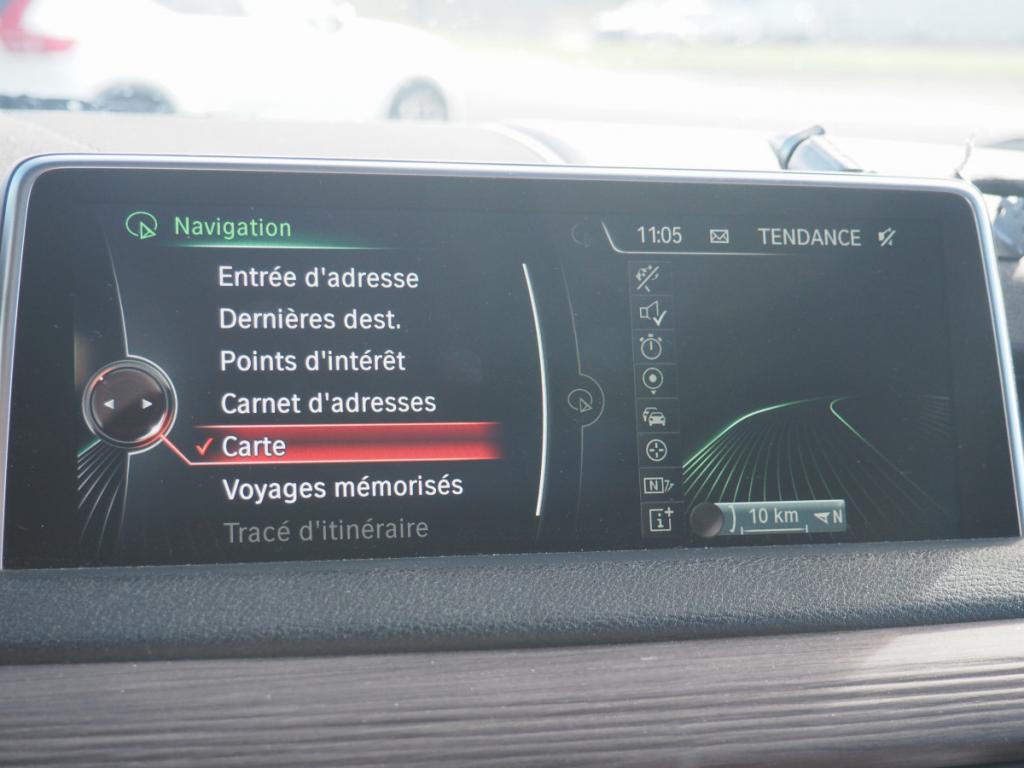 Navigation
Entrée d'adresse
Dernières dest.
Points d'intérêt
Carnet d'adresses
Carte
Voyages mémorisés
Tracé d'itinéraire
11:05 TENDANCE
N
10 km N